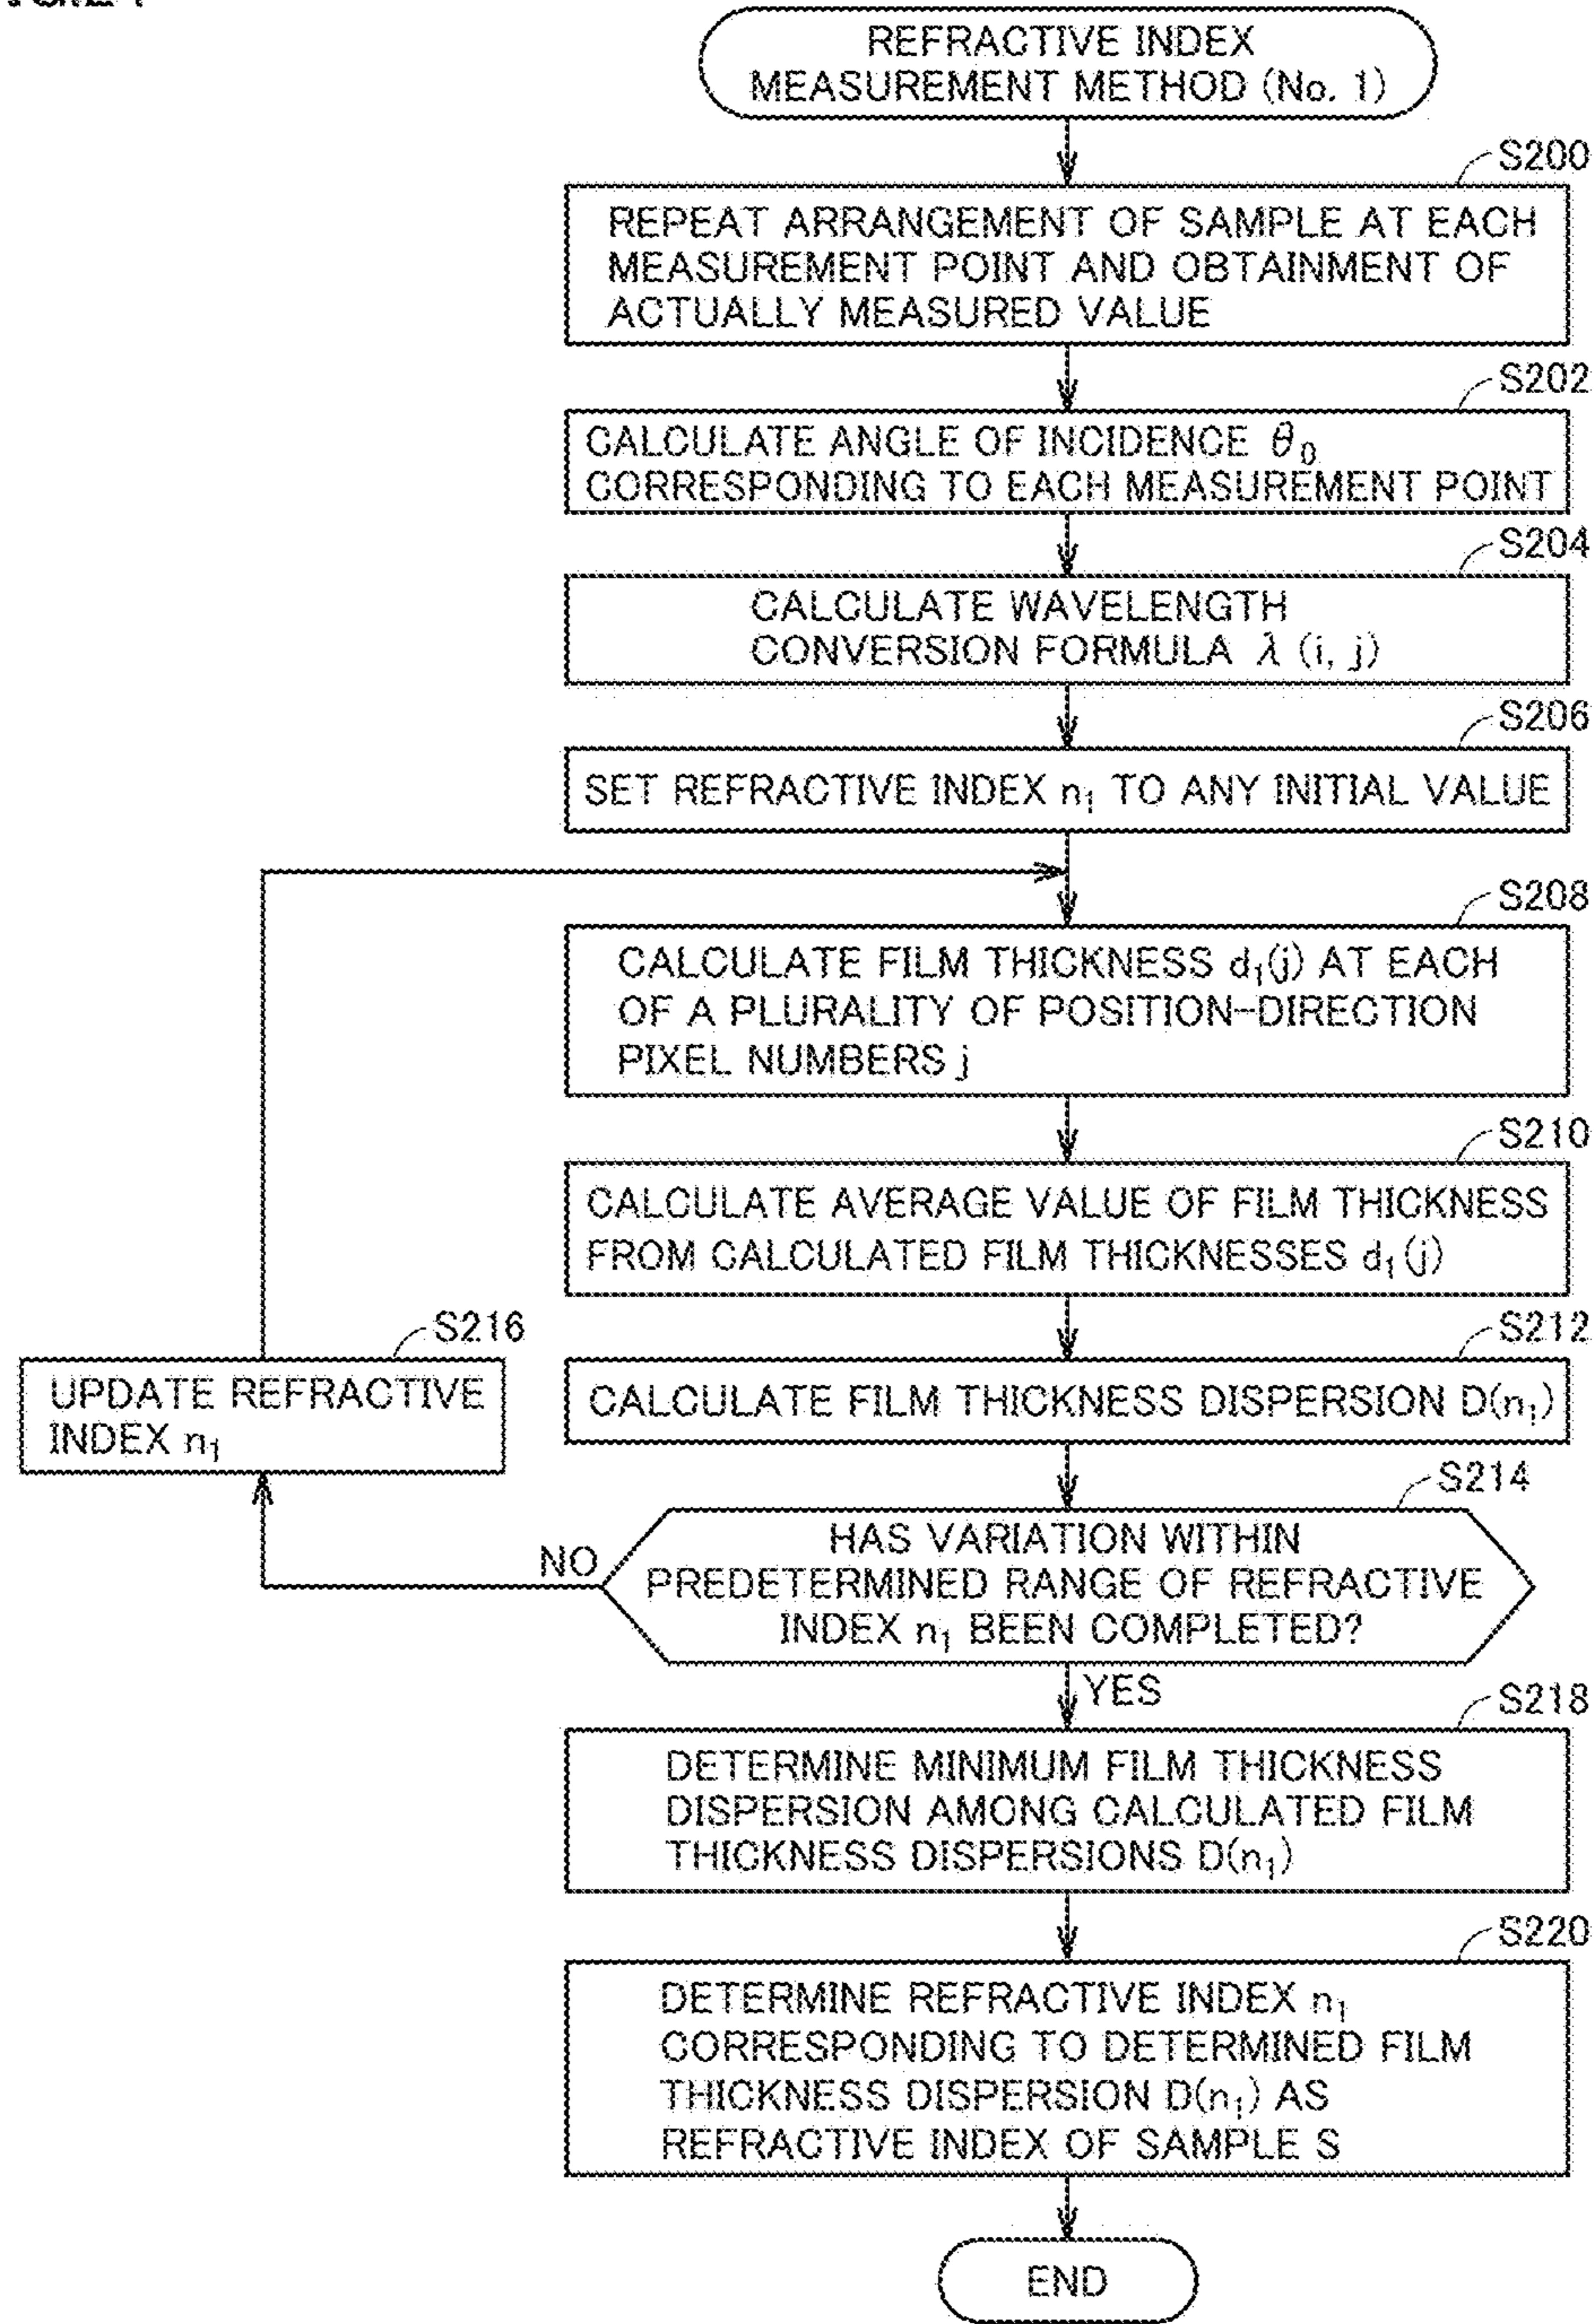 REFRACTIVE INDEX
MEASUREMENT METHOD (No. 1)
S200
REPEAT ARRANGEMENT OF SAMPLE AT EACH
MEASUREMENT POINT AND OBTAINMENT OF
ACTUALLY MEASURED VALUE
S202
CALCULATE ANGLE OF INCIDENCE θ₀
CORRESPONDING TO EACH MEASUREMENT POINT
S204
CALCULATE WAVELENGTH
CONVERSION FORMULA λ (i, j)
S206
SET REFRACTIVE INDEX n₁ TO ANY INITIAL VALUE
S208
CALCULATE FILM THICKNESS d₁(j) AT EACH
OF A PLURALITY OF POSITION-DIRECTION
PIXEL NUMBERS j
S210
CALCULATE AVERAGE VALUE OF FILM THICKNESS
FROM CALCULATED FILM THICKNESSES d₁(j)
S212
CALCULATE FILM THICKNESS DISPERSION D(n₁)
S216
UPDATE REFRACTIVE
INDEX n₁
S214
HAS VARIATION WITHIN
PREDETERMINED RANGE OF REFRACTIVE
INDEX n₁ BEEN COMPLETED?
NO
YES
S218
DETERMINE MINIMUM FILM THICKNESS
DISPERSION AMONG CALCULATED FILM
THICKNESS DISPERSIONS D(n₁)
S220
DETERMINE REFRACTIVE INDEX n₁
CORRESPONDING TO DETERMINED FILM
THICKNESS DISPERSION D(n₁) AS
REFRACTIVE INDEX OF SAMPLE S
END